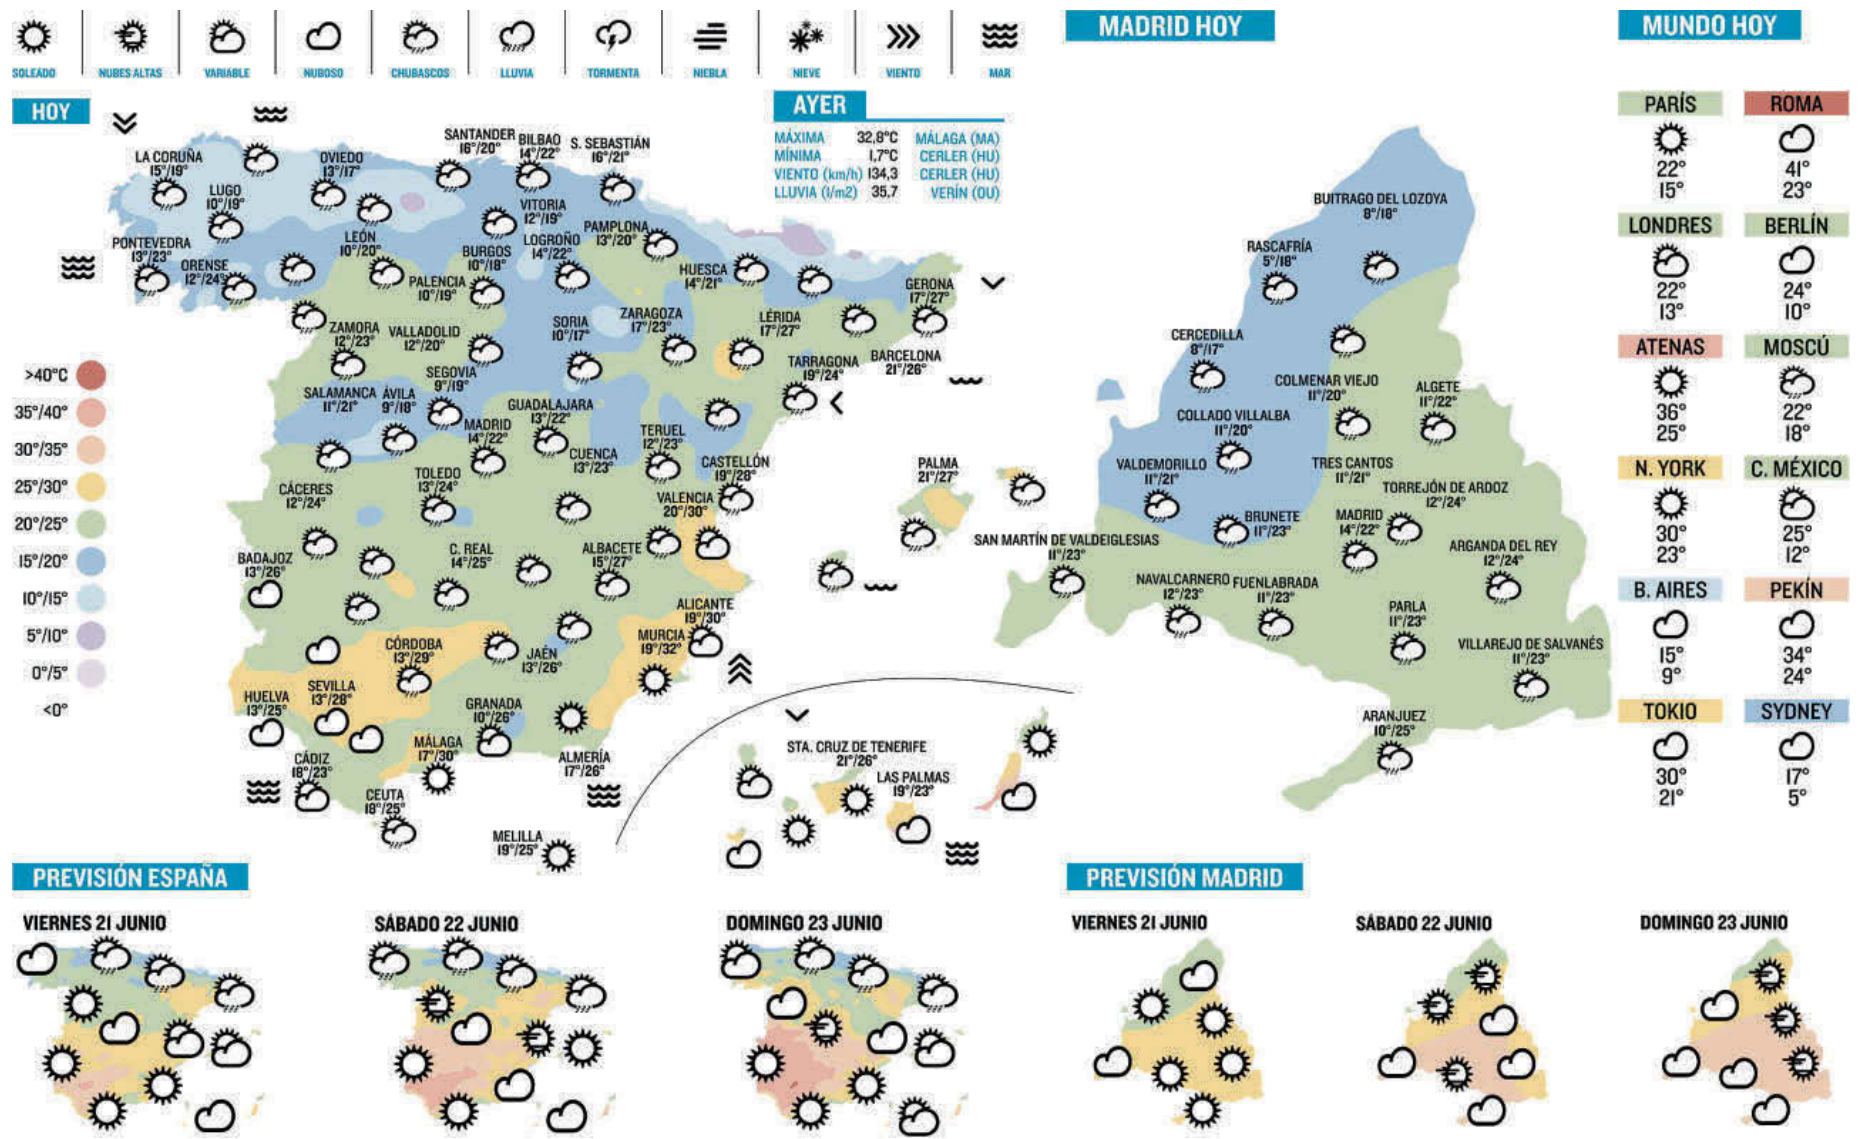 SOLEADO
NUBES ALTAS
VARIABLE
NUBOSO
CHUBASCOS
LLUVIA
TORMENTA
NIEBLA
NIEVE
VIENTO
MAR
HOY
AYER
MÁXIMA 32,8°C MÁLAGA (MA)
MÍNIMA 1,7°C CERLER (HU)
VIENTO (km/h) 134,3 CERLER (HU)
LLUVIA (l/m2) 35,7 VERÍN (OU)
LA CORUÑA
15°/19°
LUGO
10°/19°
OVIEDO
13°/17°
SANTANDER
16°/20°
BILBAO
14°/22°
S. SEBASTIÁN
16°/21°
VITORIA
12°/19°
PAMPLONA
13°/20°
PONTEVEDRA
13°/23°
ORENSE
12°/24°
LEÓN
10°/20°
BURGOS
10°/18°
LOGROÑO
14°/22°
PALENCIA
10°/19°
HUESCA
14°/21°
GERONA
17°/27°
ZAMORA
12°/23°
VALLADOLID
12°/20°
SORIA
10°/17°
ZARAGOZA
17°/23°
LÉRIDA
17°/27°
TARRAGONA
19°/24°
BARCELONA
21°/26°
SEGOVIA
9°/19°
SALAMANCA
11°/21°
ÁVILA
9°/18°
GUADALAJARA
13°/22°
MADRID
14°/22°
TERUEL
12°/23°
CUENCA
13°/23°
CASTELLÓN
19°/28°
TOLEDO
13°/24°
CÁCERES
12°/24°
VALENCIA
20°/30°
PALMA
21°/27°
BADAJOZ
13°/26°
C. REAL
14°/25°
ALBACETE
15°/27°
ALICANTE
19°/30°
CÓRDOBA
13°/29°
JAÉN
13°/26°
MURCIA
19°/32°
HUELVA
13°/25°
SEVILLA
13°/28°
GRANADA
10°/26°
MÁLAGA
17°/30°
ALMERÍA
17°/26°
CÁDIZ
18°/23°
CEUTA
18°/25°
MELILLA
19°/25°
STA. CRUZ DE TENERIFE
21°/26°
LAS PALMAS
19°/23°
>40°C
35°/40°
30°/35°
25°/30°
20°/25°
15°/20°
10°/15°
5°/10°
0°/5°
<0°
MADRID HOY
BUITRAGO DEL LOZOYA
8°/18°
RASCAFRÍA
5°/18°
CERCEDILLA
8°/17°
COLMENAR VIEJO
11°/20°
ALGETE
11°/22°
COLLADO VILLALBA
11°/20°
VALDEMORILLO
11°/21°
TRES CANTOS
11°/21°
TORREJÓN DE ARDOZ
12°/24°
BRUNETE
11°/23°
MADRID
14°/22°
SAN MARTÍN DE VALDEIGLESIAS
11°/23°
ARGANDA DEL REY
12°/24°
NAVALCARNERO
12°/23°
FUENLABRADA
11°/23°
PARLA
11°/23°
VILLAREJO DE SALVANÉS
11°/23°
ARANJUEZ
10°/25°
MUNDO HOY
PARÍS
22°
15°
ROMA
41°
23°
LONDRES
22°
13°
BERLÍN
24°
10°
ATENAS
36°
25°
MOSCÚ
22°
18°
N. YORK
30°
23°
C. MÉXICO
25°
12°
B. AIRES
15°
9°
PEKÍN
34°
24°
TOKIO
30°
21°
SYDNEY
17°
5°
PREVISIÓN ESPAÑA
VIERNES 21 JUNIO
SÁBADO 22 JUNIO
DOMINGO 23 JUNIO
PREVISIÓN MADRID
VIERNES 21 JUNIO
SÁBADO 22 JUNIO
DOMINGO 23 JUNIO